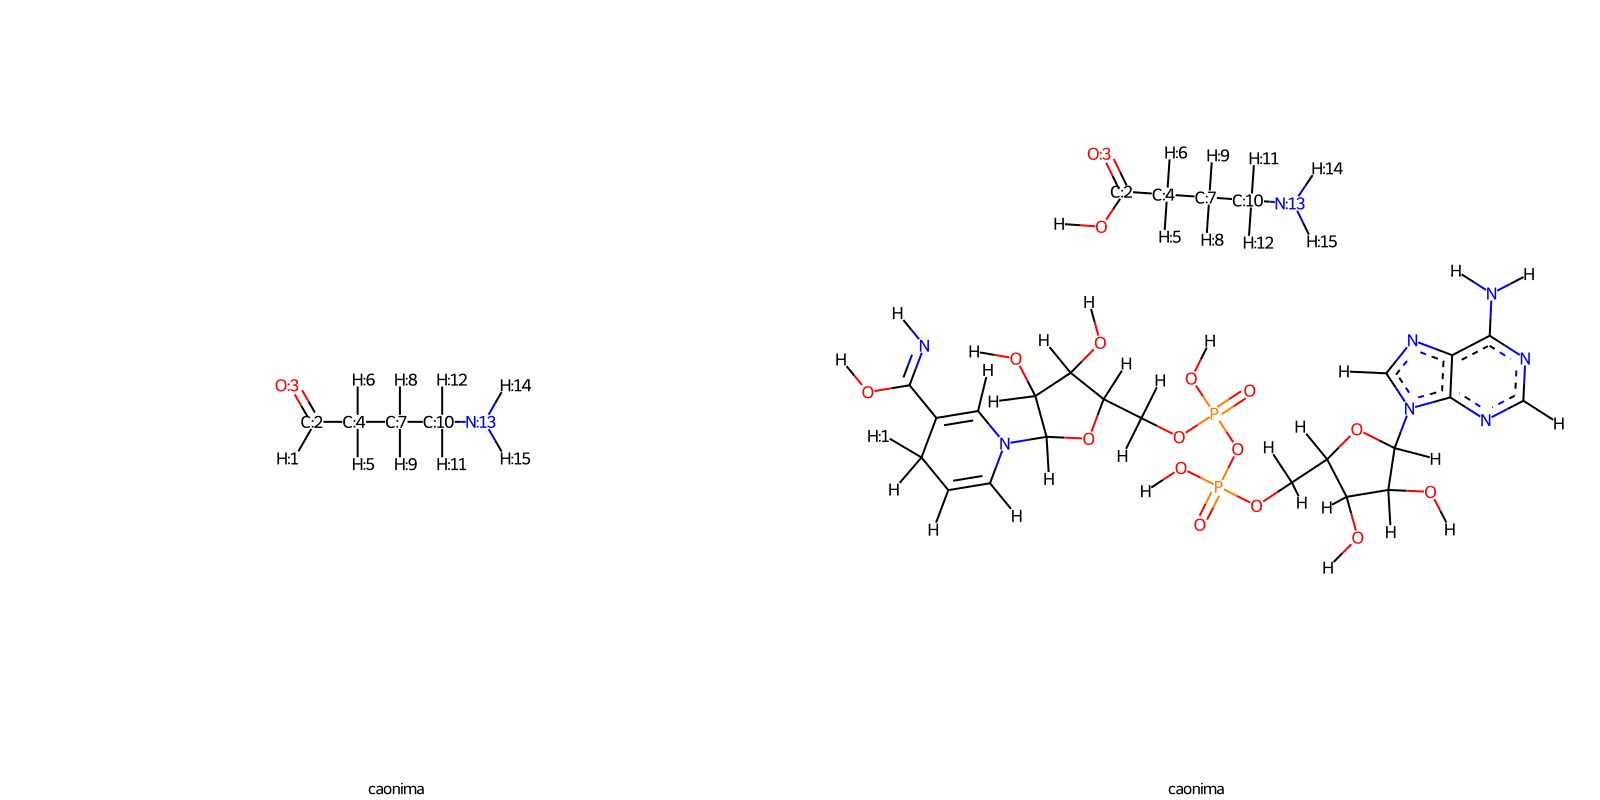 H:6 H:8 H:12
O:3 H:14
C:2 C:4 C:7 C:10 N:13
H:1 H:5 H:9 H:11 H:15
O:3 H:6 H:9 H:11 H:14
C:2 C:4 C:7 C:10 N:13
H O H:5 H:8 H:12 H:15
H H
N
H H
H H O H N N
H H O N
H O H H H O O H
O H O P N N
H:1 N O O O H H
H O P H H
H H O O
H H O H H O
H H O H H
O
H
caonima
caonima